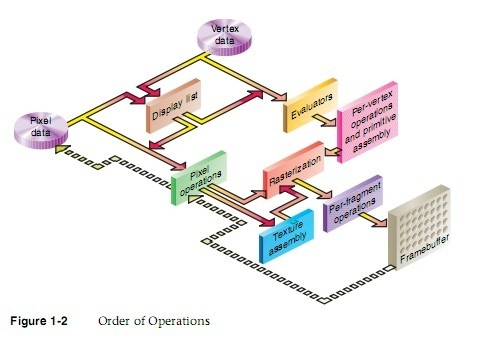 Vertex
data
Pixel
data
Display list
Evaluators
Per-vertex
operations
and primitive
assembly
Pixel
operations
Rasterization
Per-fragment
operations
Texture
assembly
Framebuffer
Figure 1-2 Order of Operations